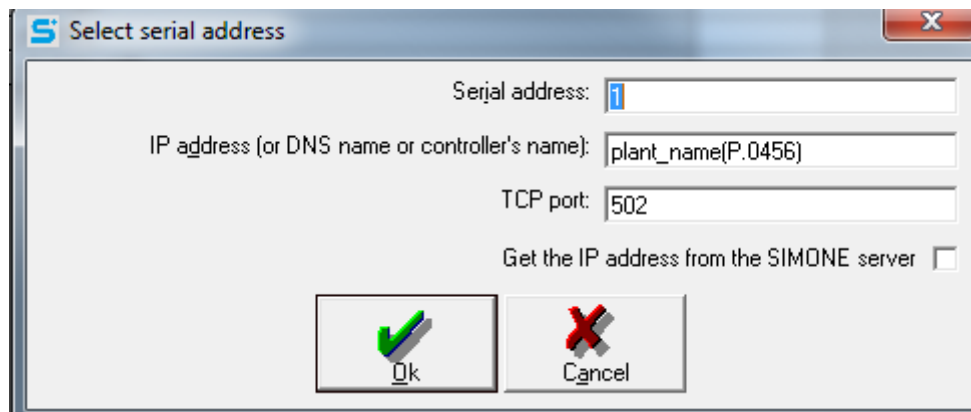 Select serial address
Serial address: 1
IP address (or DNS name or controller's name): plant_name(P.0456)
TCP port: 502
Get the IP address from the SIMONE server
Ok Cancel